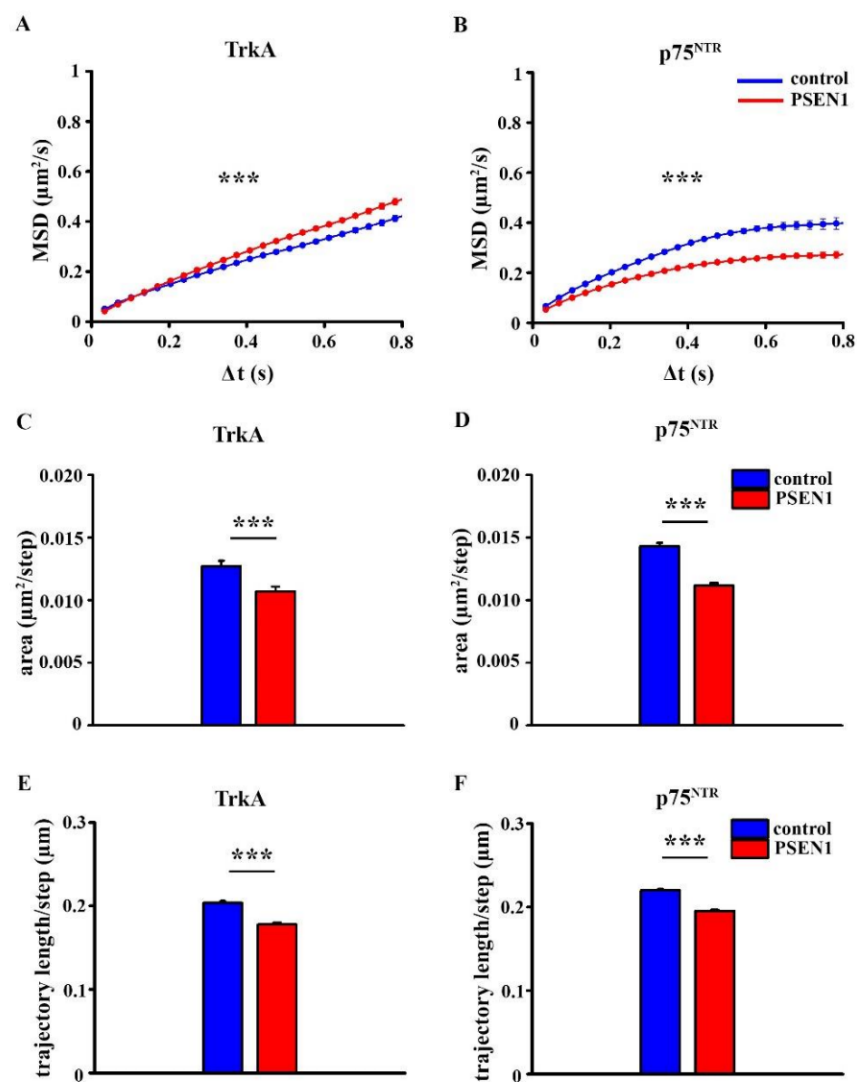 A
TrkA
1
0.8
0.6
0.4
0.2
0
MSD (µm²/s)
***
0 0.2 0.4 0.6 0.8
Δt (s)
B
p75ᴺᵀᴿ
control
PSEN1
1
0.8
0.6
0.4
0.2
0
MSD (µm²/s)
***
0 0.2 0.4 0.6 0.8
Δt (s)
C
TrkA
0.020
0.015
0.010
0.005
0
area (µm²/step)
***
D
p75ᴺᵀᴿ
control
PSEN1
0.020
0.015
0.010
0.005
0
area (µm²/step)
***
E
TrkA
0.3
0.2
0.1
0
trajectory length/step (µm)
***
F
p75ᴺᵀᴿ
control
PSEN1
0.3
0.2
0.1
0
trajectory length/step (µm)
***